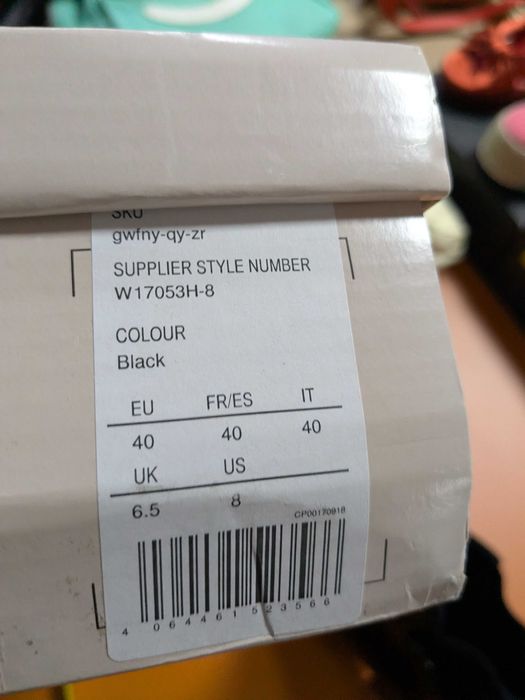 SKU
gwfny-qy-zr
SUPPLIER STYLE NUMBER
W17053H-8
COLOUR
Black
EU FR/ES IT
40 40 40
UK US
6.5 8
CP00170918
4 064461 523566